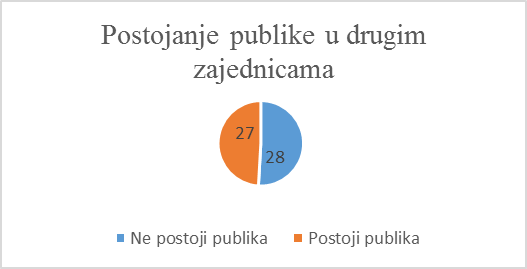 Postojanje publike u drugim
zajednicama
27
28
Ne postoji publika
Postoji publika